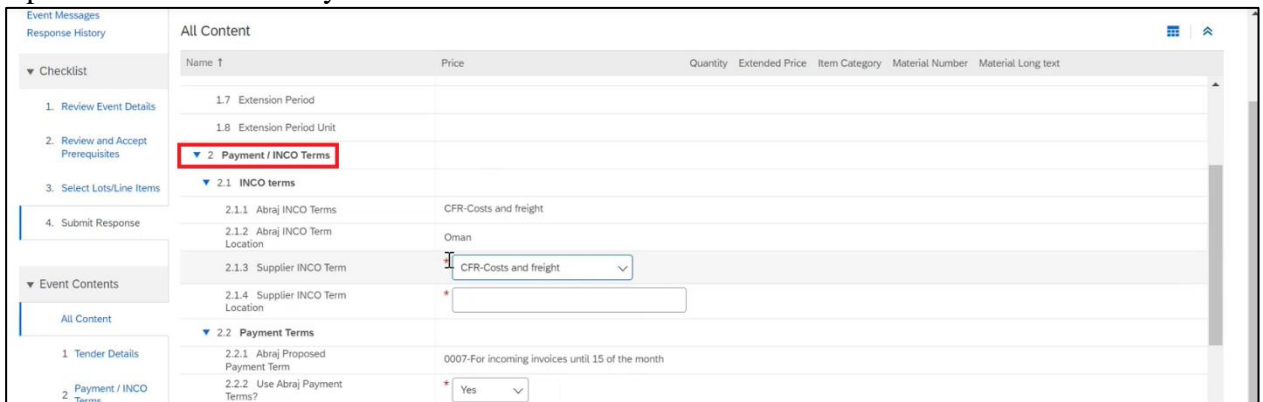 Event Messages
Response History
▼ Checklist
1. Review Event Details
2. Review and Accept
Prerequisites
3. Select Lots/Line Items
4. Submit Response
▼ Event Contents
All Content
1 Tender Details
2 Payment / INCO
Terms
All Content
Name ↑ Price Quantity Extended Price Item Category Material Number Material Long text
1.7 Extension Period
1.8 Extension Period Unit
▼ 2 Payment / INCO Terms
▼ 2.1 INCO terms
2.1.1 Abraj INCO Terms CFR-Costs and freight
2.1.2 Abraj INCO Term
Location
Oman
2.1.3 Supplier INCO Term * CFR-Costs and freight
2.1.4 Supplier INCO Term
Location
*
▼ 2.2 Payment Terms
2.2.1 Abraj Proposed
Payment Term
0007-For incoming invoices until 15 of the month
2.2.2 Use Abraj Payment
Terms?
* Yes